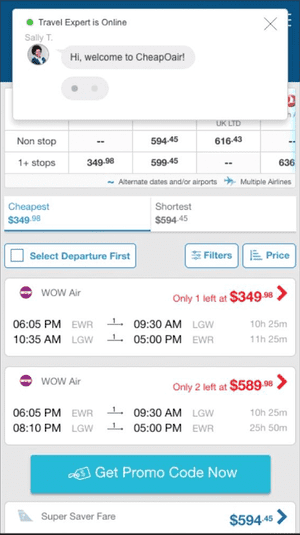 Travel Expert is Online
Sally T.
Hi, welcome to CheapOair!
UK LTD
Non stop -- 594.45 616.43 --
1+ stops 349.98 599.45 -- 636
Alternate dates and/or airports Multiple Airlines
Cheapest Shortest
$349.98 $594.45
Select Departure First Filters Price
WOW Air
Only 1 left at $349.98
06:05 PM EWR 1 09:30 AM LGW 10h 25m
10:35 AM LGW 1 05:00 PM EWR 11h 25m
WOW Air
Only 2 left at $589.98
06:05 PM EWR 1 09:30 AM LGW 10h 25m
08:10 PM LGW 1 05:00 PM EWR 25h 50m
Get Promo Code Now
Super Saver Fare $594.45